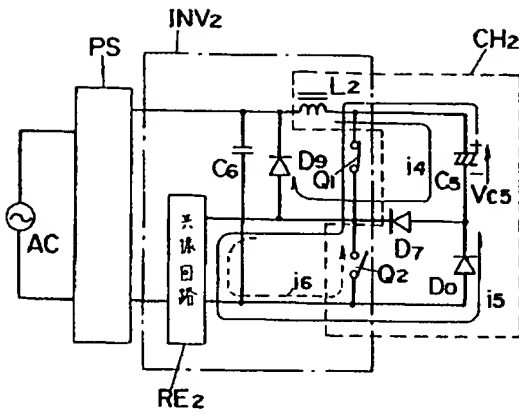 INV2
PS
CH2
L2
AC
C6
D9
Q1
i4
C5
+
−
VC5
共振回路
D7
Q2
i6
D0
i5
RE2